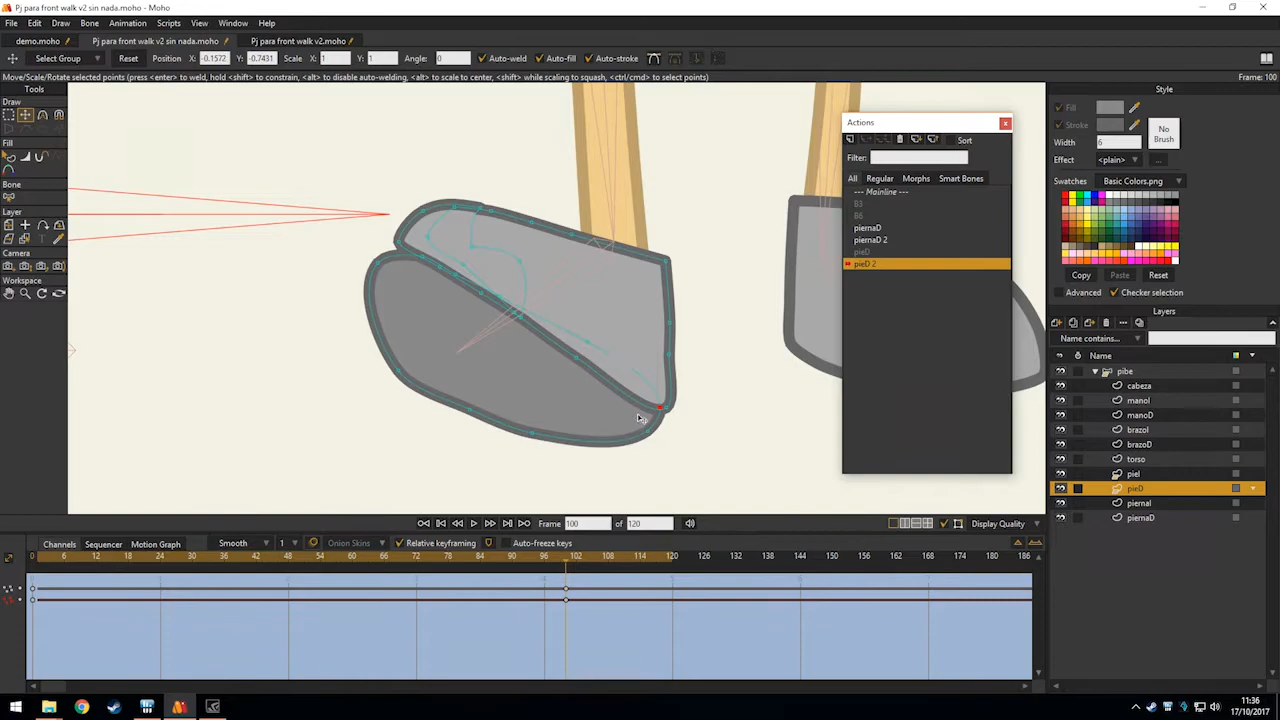 Pj para front walk v2 sin nada.moho - Moho
File Edit Draw Bone Animation Scripts View Window Help
demo.moho Pj para front walk v2 sin nada.moho Pj para front walk v2.moho
Select Group Reset Position X: -0.1572 Y: -0.7431 Scale X: 1 Y: 1 Angle: 0 Auto-weld Auto-fill Auto-stroke
Move/Scale/Rotate selected points (press <enter> to weld, hold <shift> to constrain, <alt> to disable auto-welding, <alt> to scale to center, <shift> while scaling to squash, <ctrl/cmd> to select points)
Frame: 100
Tools
Draw
Fill
Bone
Layer
Camera
Workspace
Actions
Sort
Filter:
All Regular Morphs Smart Bones
--- Mainline ---
B3
B6
piernaD
piernaD 2
pieD
pieD 2
Style
Fill
Stroke
No Brush
Width 6
Effect <plain> ...
Swatches Basic Colors.png
Copy Paste Reset
Advanced Checker selection
Layers
Name contains...
Name
pibe
cabeza
manoI
manoD
brazoI
brazoD
torso
pieI
pieD
piernaI
piernaD
Frame 100 of 120 Display Quality
Channels Sequencer Motion Graph Smooth 1 Onion Skins Relative keyframing Auto-freeze keys
0 6 12 18 24 30 36 42 48 54 60 66 72 78 84 90 96 102 108 114 120 126 132 138 144 150 156 162 168 174 180 186
11:36
17/10/2017